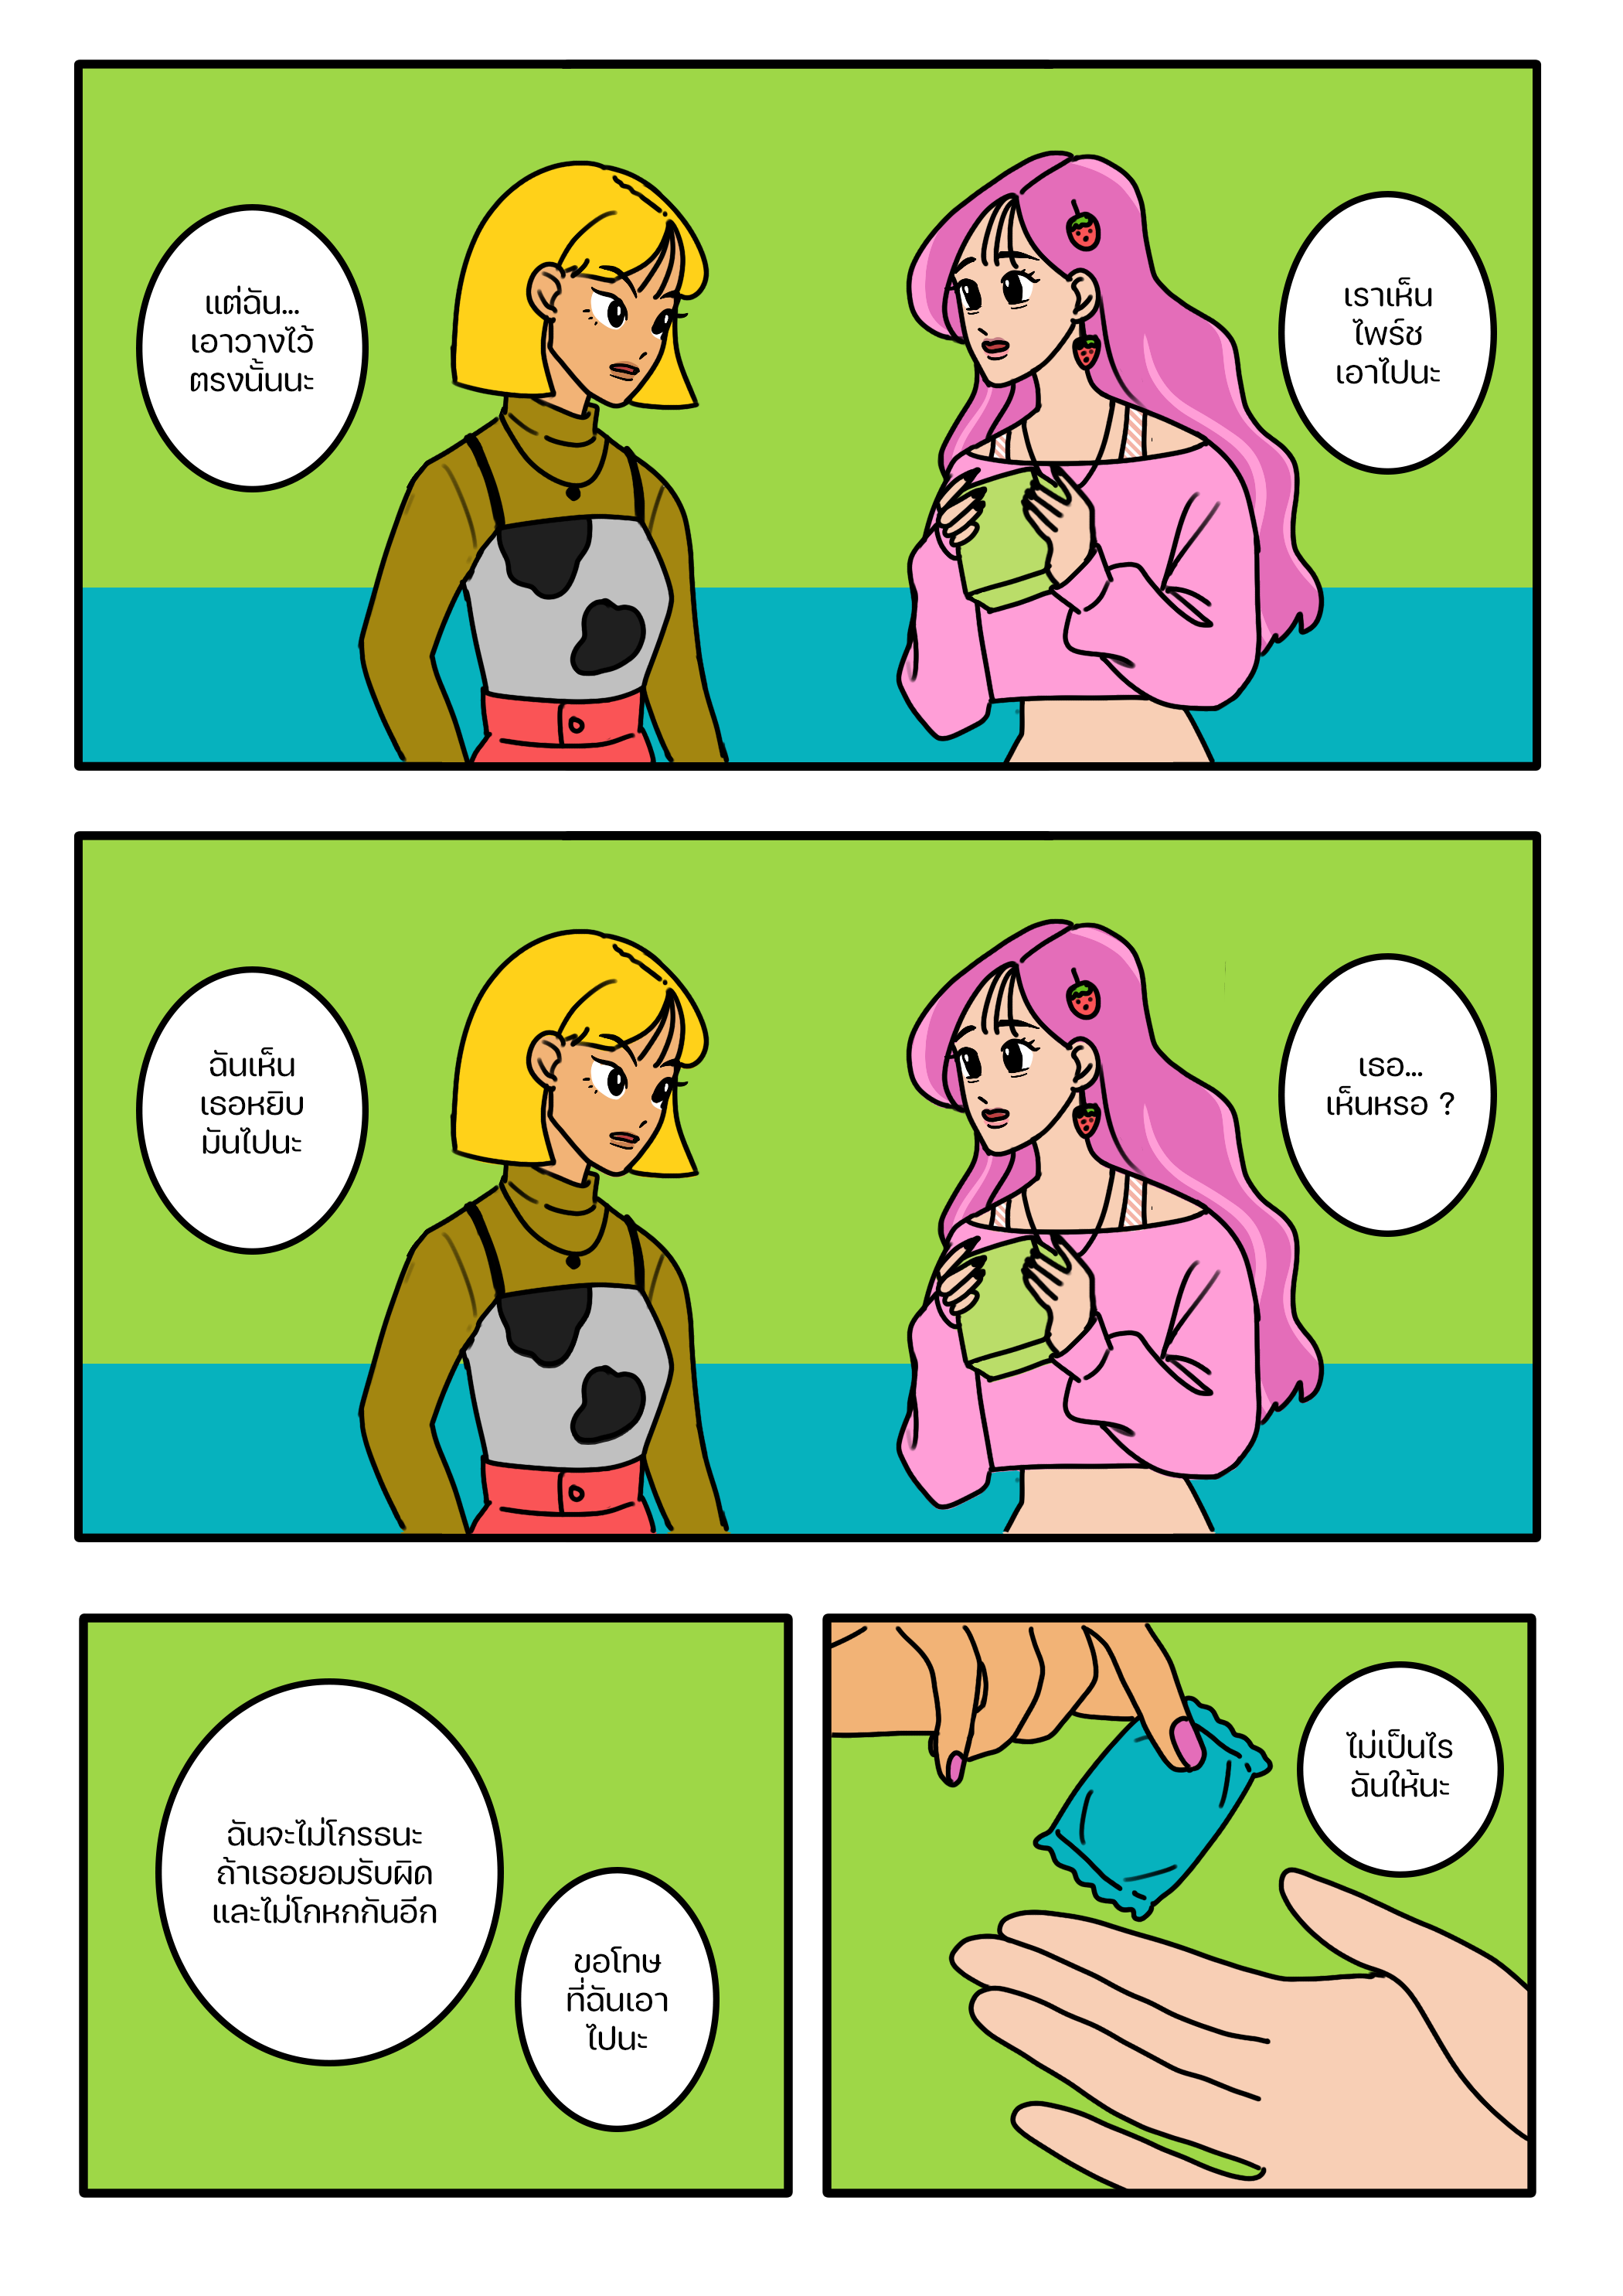 แต่ฉัน...
เอาวางไว้
ตรงนั้นนะ
เราเห็น
ไพร์ช
เอาไปนะ
ฉันเห็น
เธอหยิบ
มันไปนะ
เธอ...
เห็นหรอ ?
ฉันจะไม่โกรธนะ
ถ้าเธอยอมรับผิด
และไม่โกหกกันอีก
ขอโทษ
ที่ฉันเอา
ไปนะ
ไม่เป็นไร
ฉันให้นะ